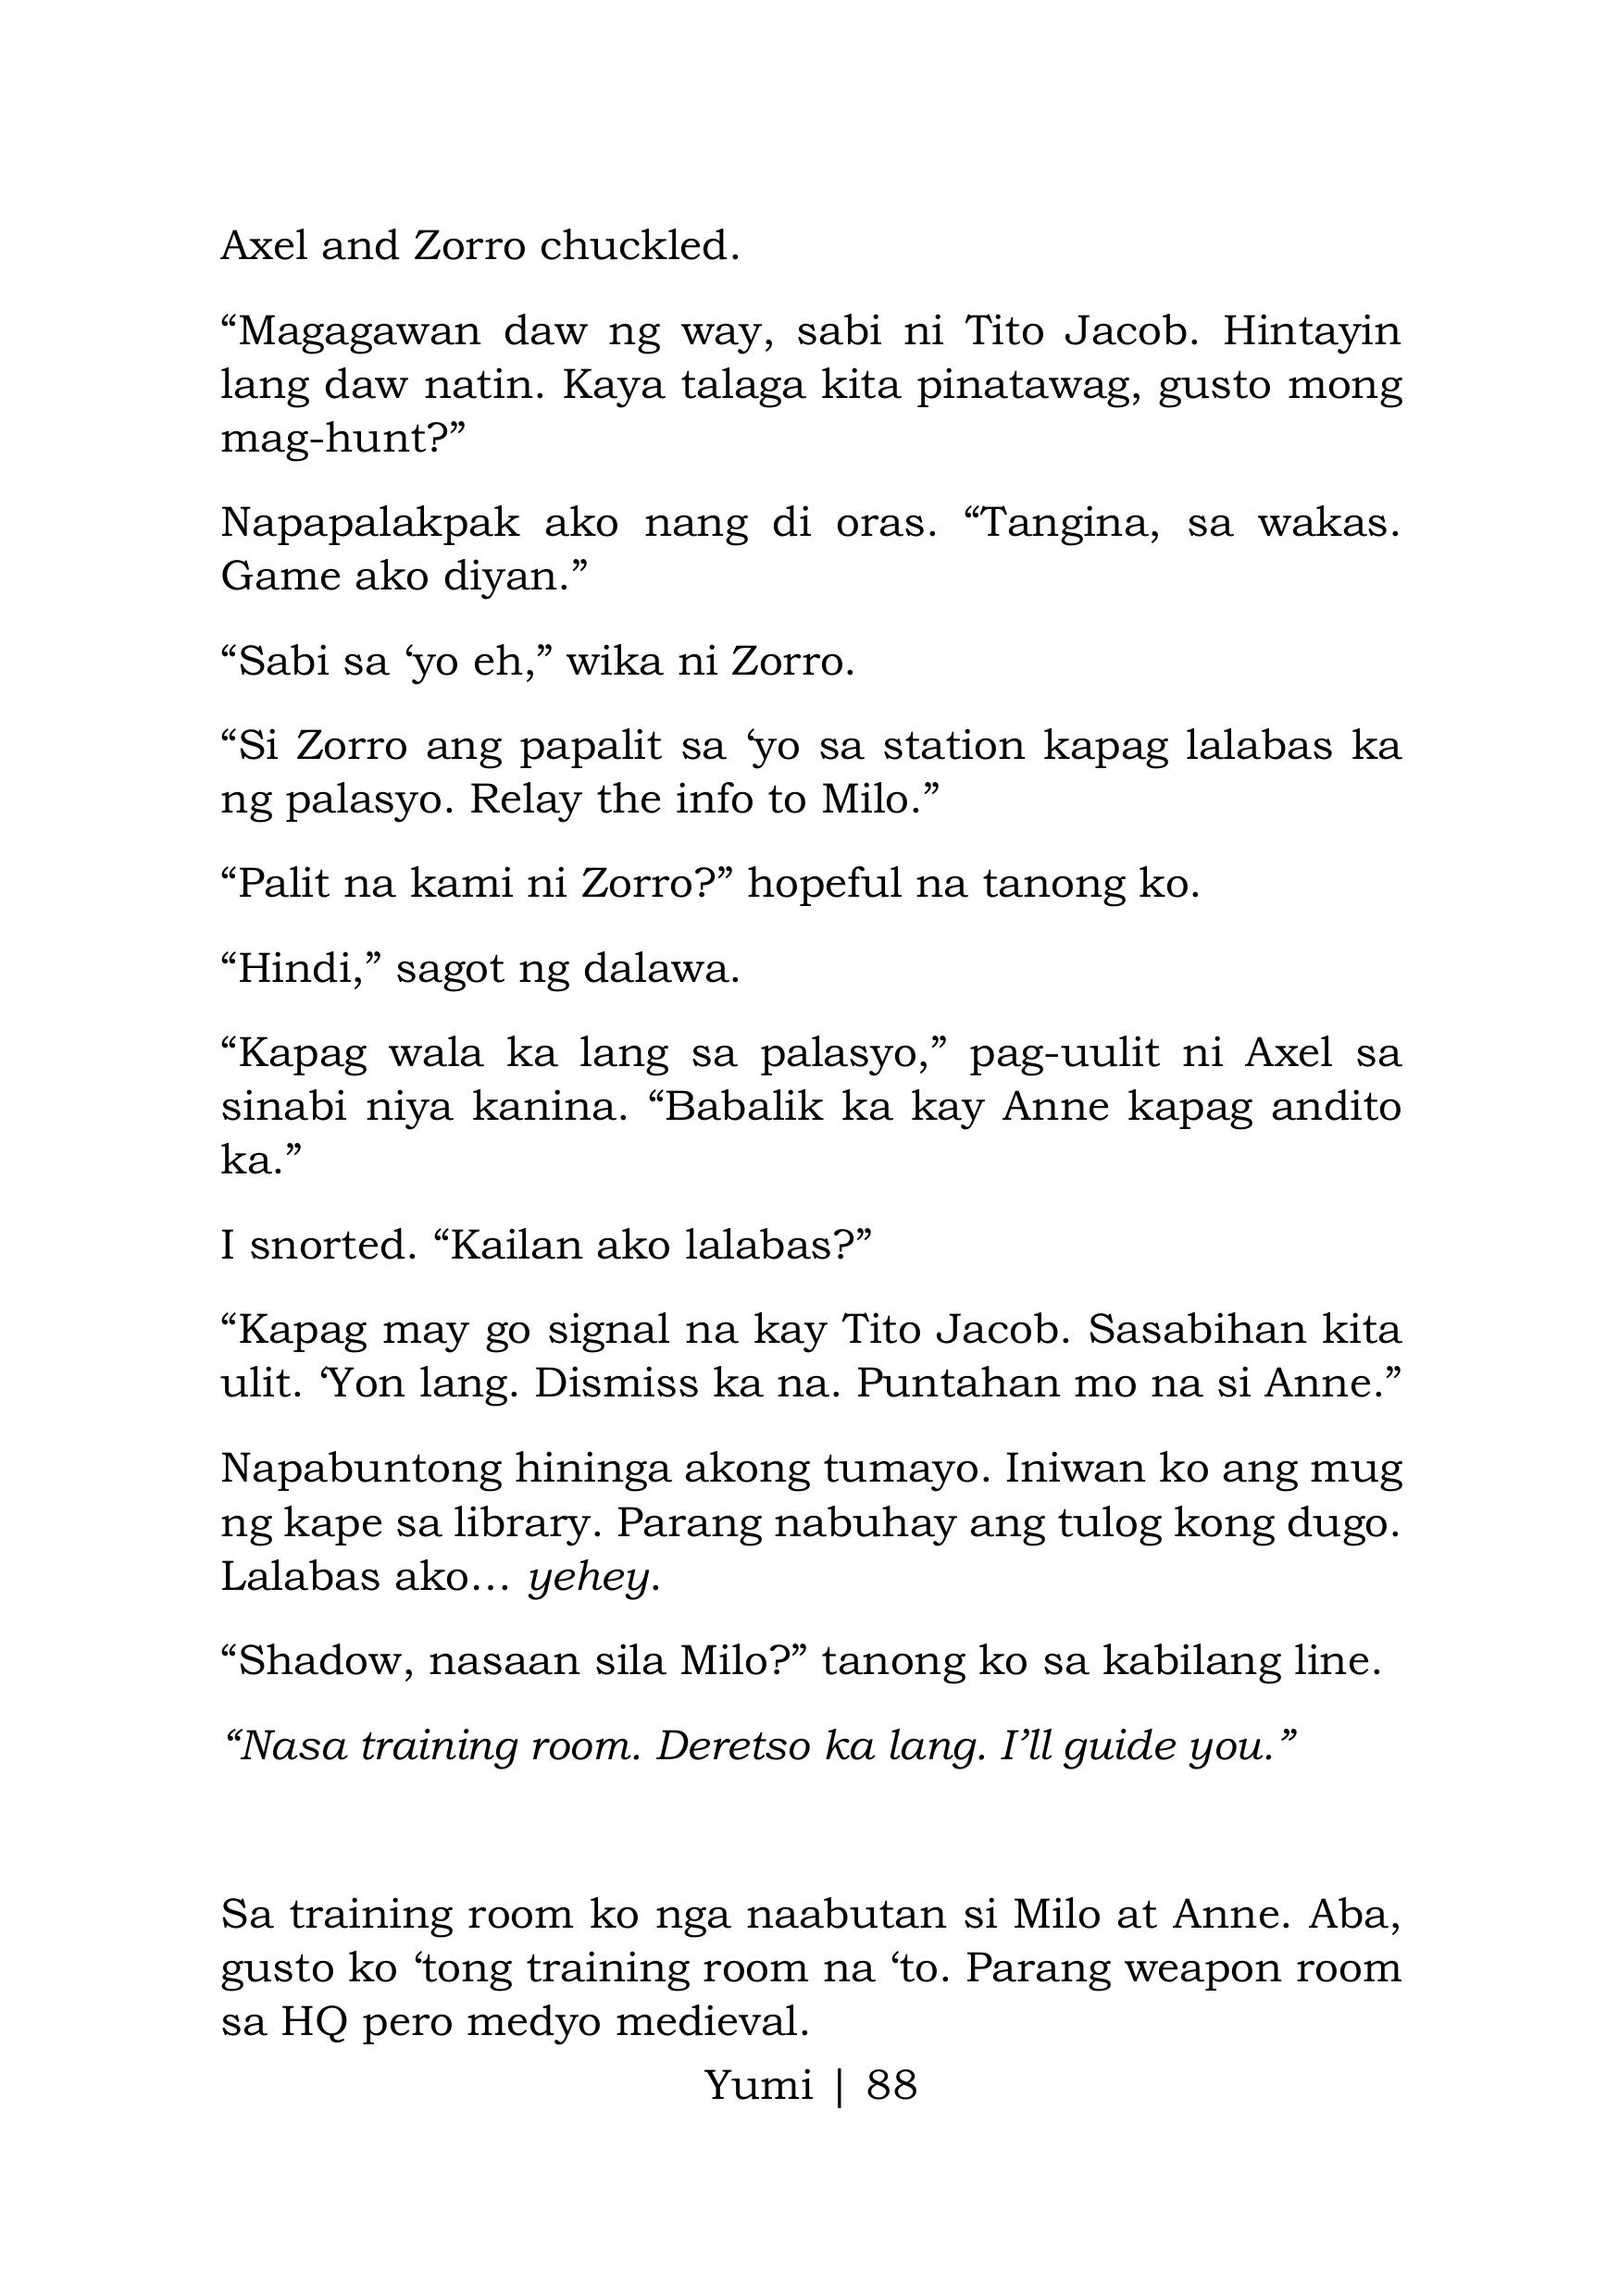 Axel and Zorro chuckled.
“Magagawan daw ng way, sabi ni Tito Jacob. Hintayin
lang daw natin. Kaya talaga kita pinatawag, gusto mong
mag-hunt?”
Napapalakpak ako nang di oras. “Tangina, sa wakas.
Game ako diyan.”
“Sabi sa ‘yo eh,” wika ni Zorro.
“Si Zorro ang papalit sa ‘yo sa station kapag lalabas ka
ng palasyo. Relay the info to Milo.”
“Palit na kami ni Zorro?” hopeful na tanong ko.
“Hindi,” sagot ng dalawa.
“Kapag wala ka lang sa palasyo,” pag-uulit ni Axel sa
sinabi niya kanina. “Babalik ka kay Anne kapag andito
ka.”
I snorted. “Kailan ako lalabas?”
“Kapag may go signal na kay Tito Jacob. Sasabihan kita
ulit. ‘Yon lang. Dismiss ka na. Puntahan mo na si Anne.”
Napabuntong hininga akong tumayo. Iniwan ko ang mug
ng kape sa library. Parang nabuhay ang tulog kong dugo.
Lalabas ako… yehey.
“Shadow, nasaan sila Milo?” tanong ko sa kabilang line.
“Nasa training room. Deretso ka lang. I’ll guide you.”
Sa training room ko nga naabutan si Milo at Anne. Aba,
gusto ko ‘tong training room na ‘to. Parang weapon room
sa HQ pero medyo medieval.
Yumi | 88